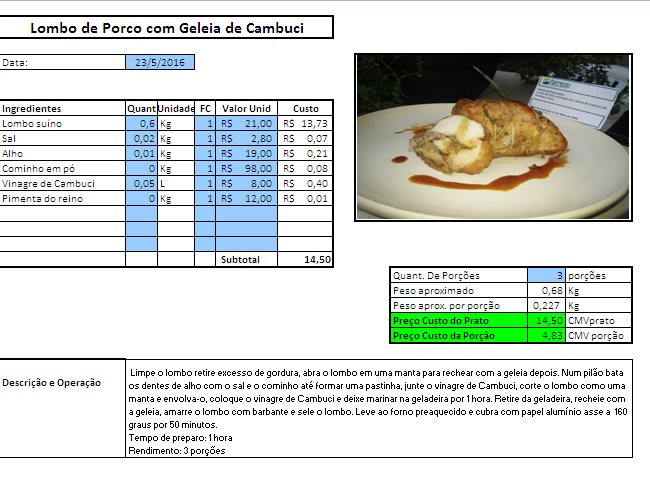 Lombo de Porco com Geleia de Cambuci
Data: 23/5/2016
Ingredientes Quant Unidade FC Valor Unid Custo
Lombo suíno 0,6 Kg 1 R$ 21,00 R$ 13,73
Sal 0,02 Kg 1 R$ 2,80 R$ 0,07
Alho 0,01 Kg 1 R$ 19,00 R$ 0,21
Cominho em pó 0 Kg 1 R$ 98,00 R$ 0,08
Vinagre de Cambuci 0,05 L 1 R$ 8,00 R$ 0,40
Pimenta do reino 0 Kg 1 R$ 12,00 R$ 0,01
Subtotal 14,50
Quant. De Porções 3 porções
Peso aproximado 0,68 Kg
Peso aprox. por porção 0,227 Kg
Preço Custo do Prato 14,50 CMVprato
Preço Custo da Porção 4,83 CMV porção
Descrição e Operação
Limpe o lombo retire excesso de gordura, abra o lombo em uma manta para rechear com a geleia depois. Num pilão bata
os dentes de alho com o sal e o cominho até formar uma pastinha, junte o vinagre de Cambuci, corte o lombo como uma
manta e envolva-o, coloque o vinagre de Cambuci e deixe marinar na geladeira por 1 hora. Retire da geladeira, recheie com
a geleia, amarre o lombo com barbante e sele o lombo. Leve ao forno preaquecido e cubra com papel alumínio asse a 160
graus por 50 minutos.
Tempo de preparo: 1 hora
Rendimento: 3 porções